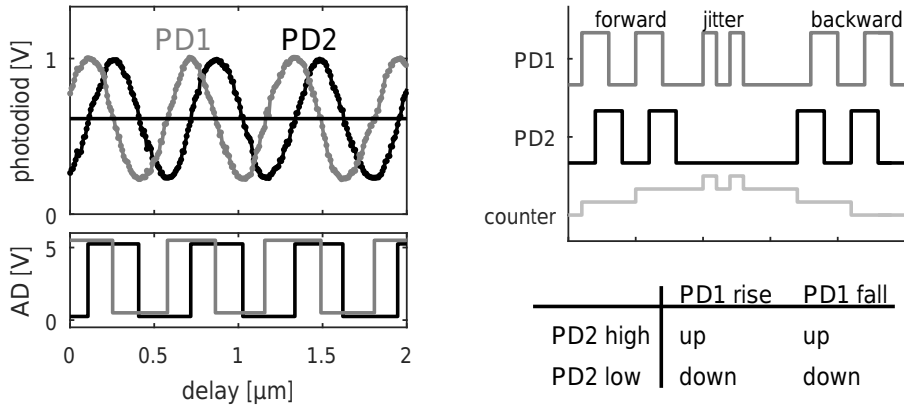 PD1 PD2
1
0
photodiod [V]
5
0
AD [V]
0 0.5 1 1.5 2
delay [μm]
forward jitter backward
PD1
PD2
counter
PD1 rise PD1 fall
PD2 high up up
PD2 low down down